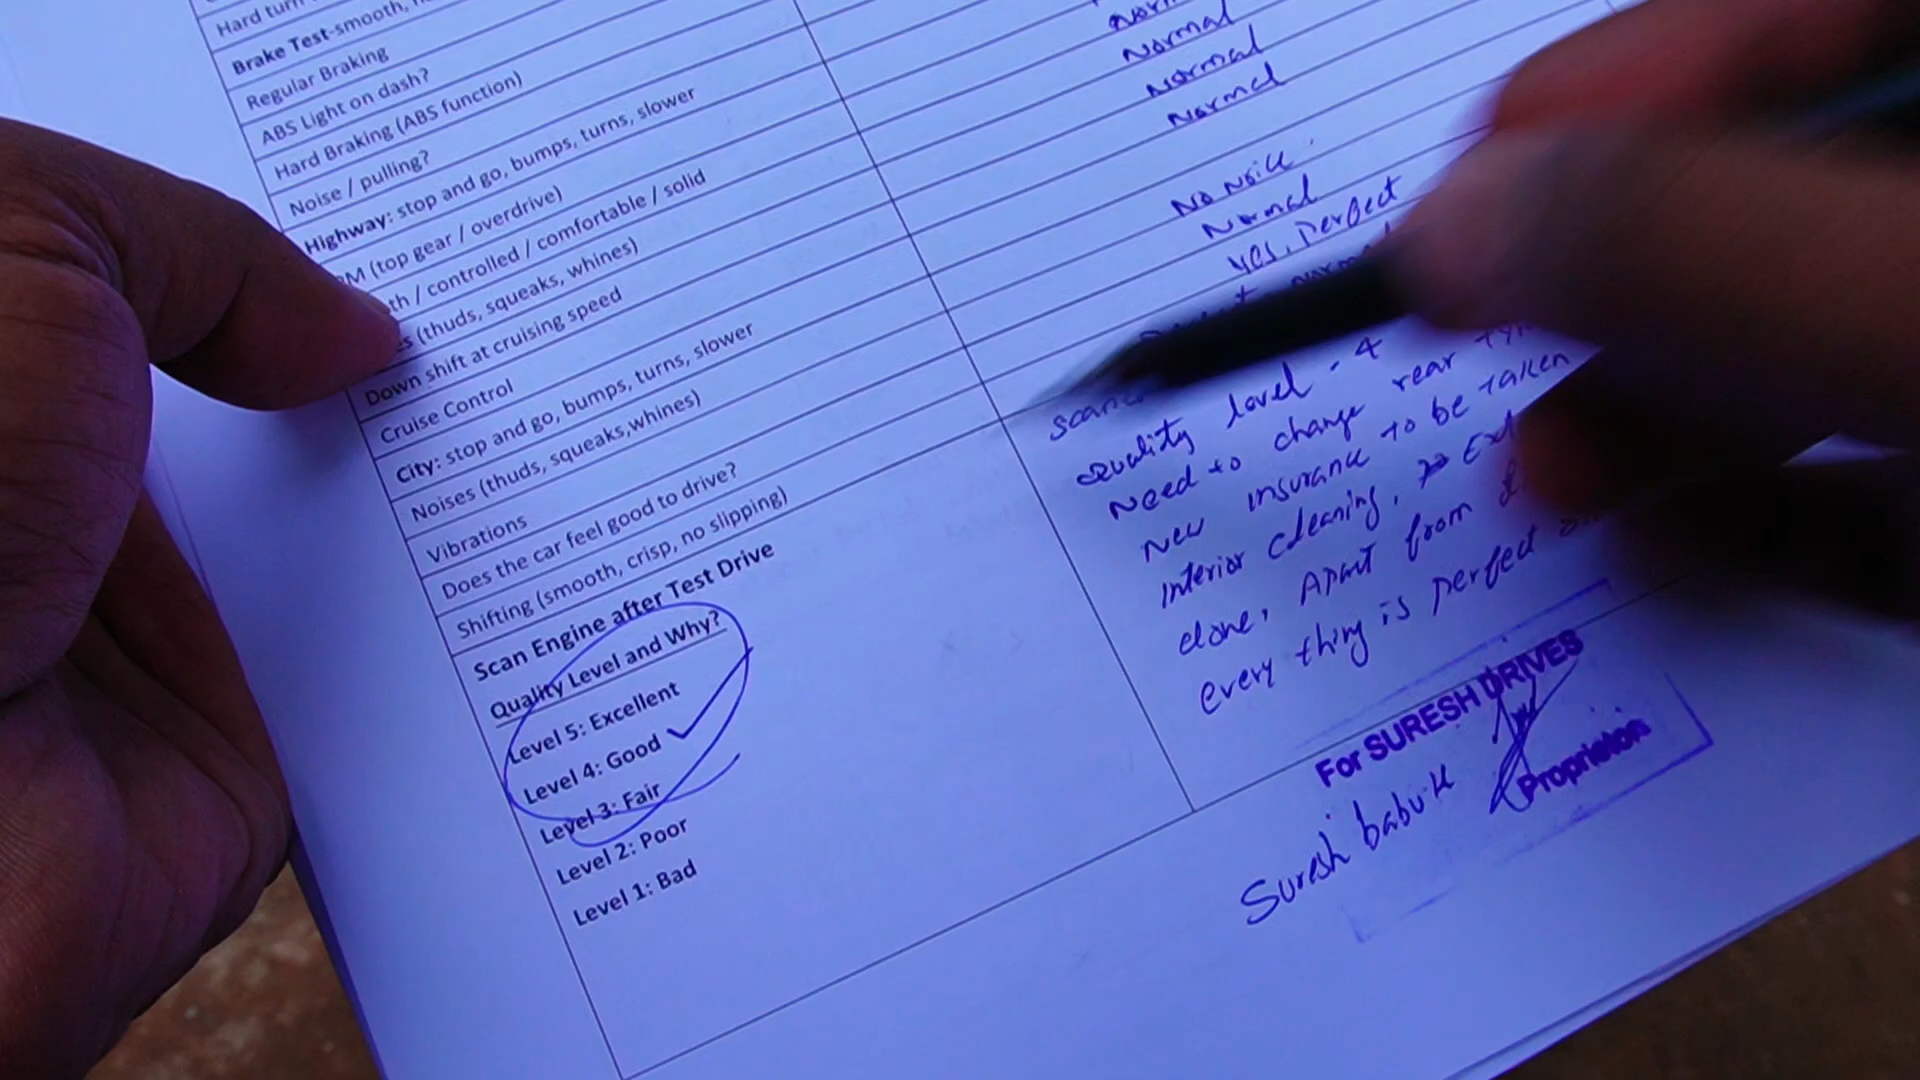 Hard turn
Brake Test-smooth,
Regular Braking
ABS Light on dash?
Normal
Hard Braking (ABS function)
Normal
Noise / pulling?
Normal
Highway: stop and go, bumps, turns, slower
(top gear / overdrive)
No Noice.
/ controlled / comfortable / solid
Normal
(thuds, squeaks, whines)
yes, Perfect
Down shift at cruising speed
Cruise Control
City: stop and go, bumps, turns, slower
Noises (thuds, squeaks,whines)
Vibrations
Does the car feel good to drive?
Shifting (smooth, crisp, no slipping)
Scan Engine after Test Drive
Quality Level and Why?
Level 5: Excellent
Level 4: Good ✓
Level 3: Fair
Level 2: Poor
Level 1: Bad
Quality level - 4
Need to change rear
New insurance to be taken
interior cleaning,
done, Apart from
every thing is perfect
For SURESH DRIVES
Proprietor
Suresh babu.K